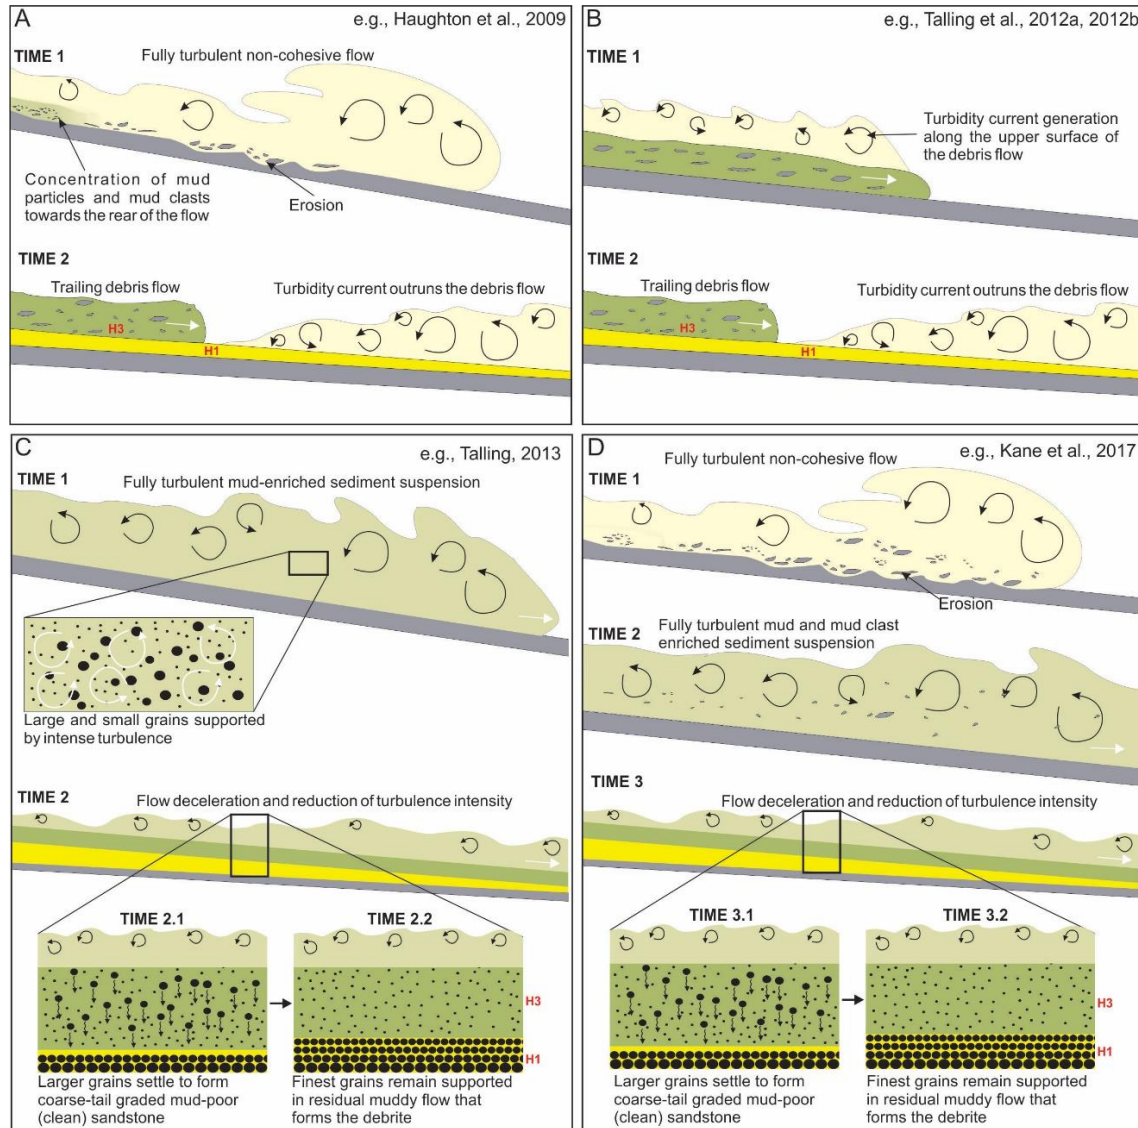 A
e.g., Haughton et al., 2009
TIME 1
Fully turbulent non-cohesive flow
Concentration of mud
particles and mud clasts
towards the rear of the flow
Erosion
TIME 2
Trailing debris flow
Turbidity current outruns the debris flow
H3
H1
B
e.g., Talling et al., 2012a, 2012b
TIME 1
Turbidity current generation
along the upper surface of
the debris flow
TIME 2
Trailing debris flow
Turbidity current outruns the debris flow
H3
H1
C
e.g., Talling, 2013
TIME 1
Fully turbulent mud-enriched sediment suspension
Large and small grains supported
by intense turbulence
TIME 2
Flow deceleration and reduction of turbulence intensity
TIME 2.1
TIME 2.2
H3
H1
Larger grains settle to form
coarse-tail graded mud-poor
(clean) sandstone
Finest grains remain supported
in residual muddy flow that
forms the debrite
D
e.g., Kane et al., 2017
TIME 1
Fully turbulent non-cohesive flow
Erosion
TIME 2
Fully turbulent mud and mud clast
enriched sediment suspension
TIME 3
Flow deceleration and reduction of turbulence intensity
TIME 3.1
TIME 3.2
H3
H1
Larger grains settle to form
coarse-tail graded mud-poor
(clean) sandstone
Finest grains remain supported
in residual muddy flow that
forms the debrite